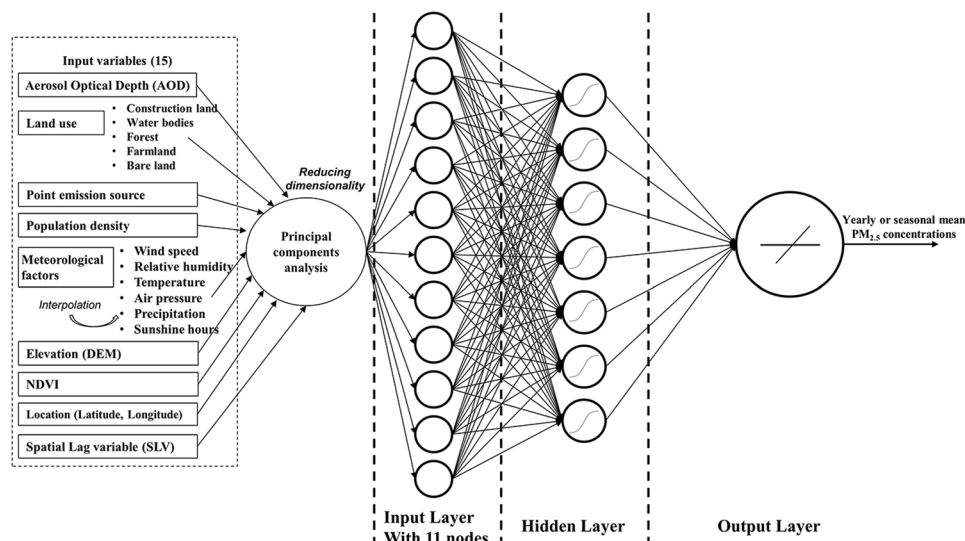 Input variables (15)
Aerosol Optical Depth (AOD)
Land use
• Construction land
• Water bodies
• Forest
• Farmland
• Bare land
Point emission source
Population density
Meteorological
factors
• Wind speed
• Relative humidity
• Temperature
• Air pressure
• Precipitation
• Sunshine hours
Interpolation
Elevation (DEM)
NDVI
Location (Latitude, Longitude)
Spatial Lag variable (SLV)
Reducing
dimensionality
Principal
components
analysis
Input Layer
With 11 nodes
Hidden Layer
Output Layer
Yearly or seasonal mean
PM2.5 concentrations